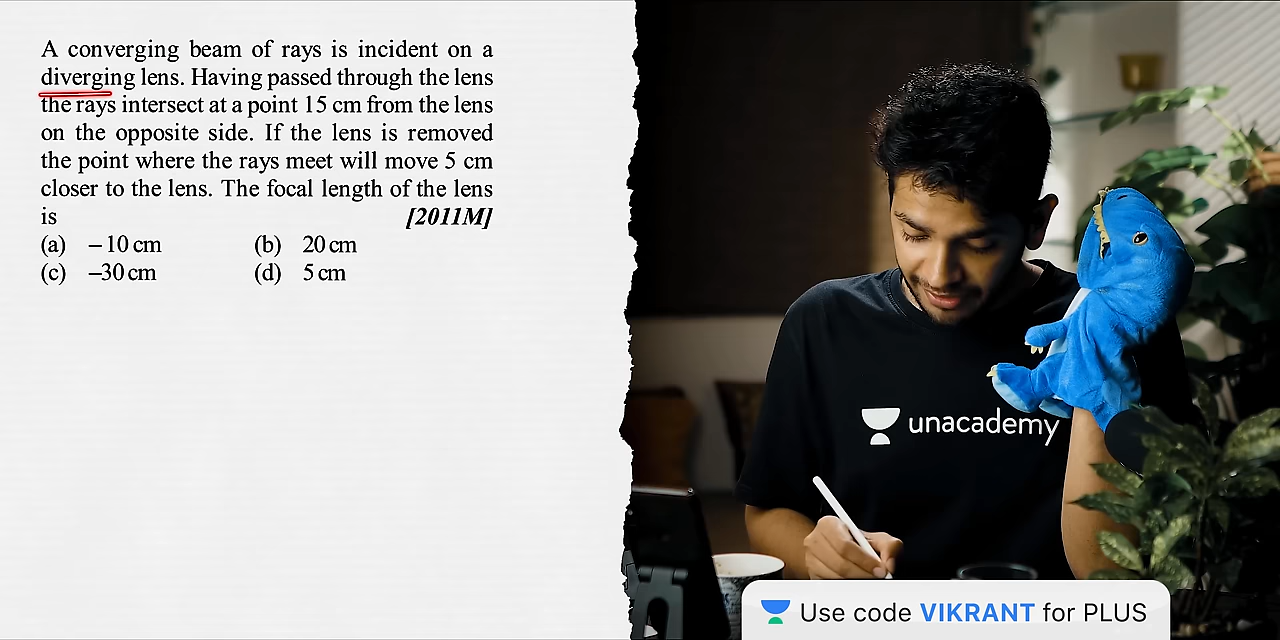 A converging beam of rays is incident on a
diverging lens. Having passed through the lens
the rays intersect at a point 15 cm from the lens
on the opposite side. If the lens is removed
the point where the rays meet will move 5 cm
closer to the lens. The focal length of the lens
is [2011M]
(a) – 10 cm (b) 20 cm
(c) –30 cm (d) 5 cm
unacademy
Use code VIKRANT for PLUS